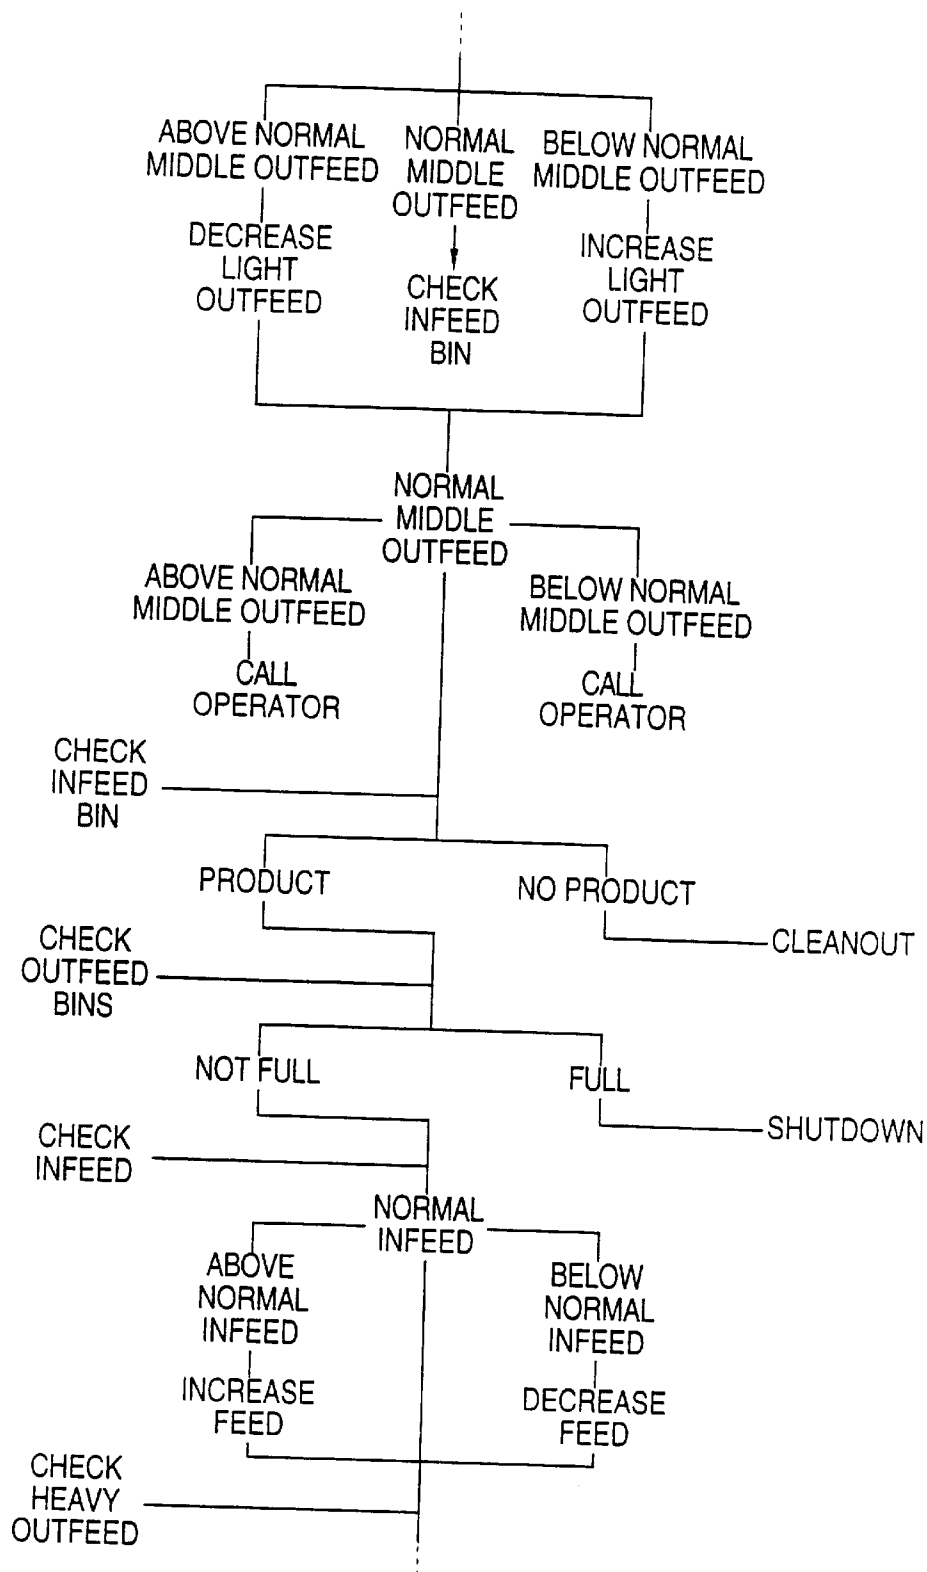 ABOVE NORMAL
MIDDLE OUTFEED
NORMAL
MIDDLE
OUTFEED
BELOW NORMAL
MIDDLE OUTFEED
DECREASE
LIGHT
OUTFEED
CHECK
INFEED
BIN
INCREASE
LIGHT
OUTFEED
NORMAL
MIDDLE
OUTFEED
ABOVE NORMAL
MIDDLE OUTFEED
BELOW NORMAL
MIDDLE OUTFEED
CALL
OPERATOR
CALL
OPERATOR
CHECK
INFEED
BIN
PRODUCT
NO PRODUCT
CLEANOUT
CHECK
OUTFEED
BINS
NOT FULL
FULL
SHUTDOWN
CHECK
INFEED
NORMAL
INFEED
ABOVE
NORMAL
INFEED
BELOW
NORMAL
INFEED
INCREASE
FEED
DECREASE
FEED
CHECK
HEAVY
OUTFEED